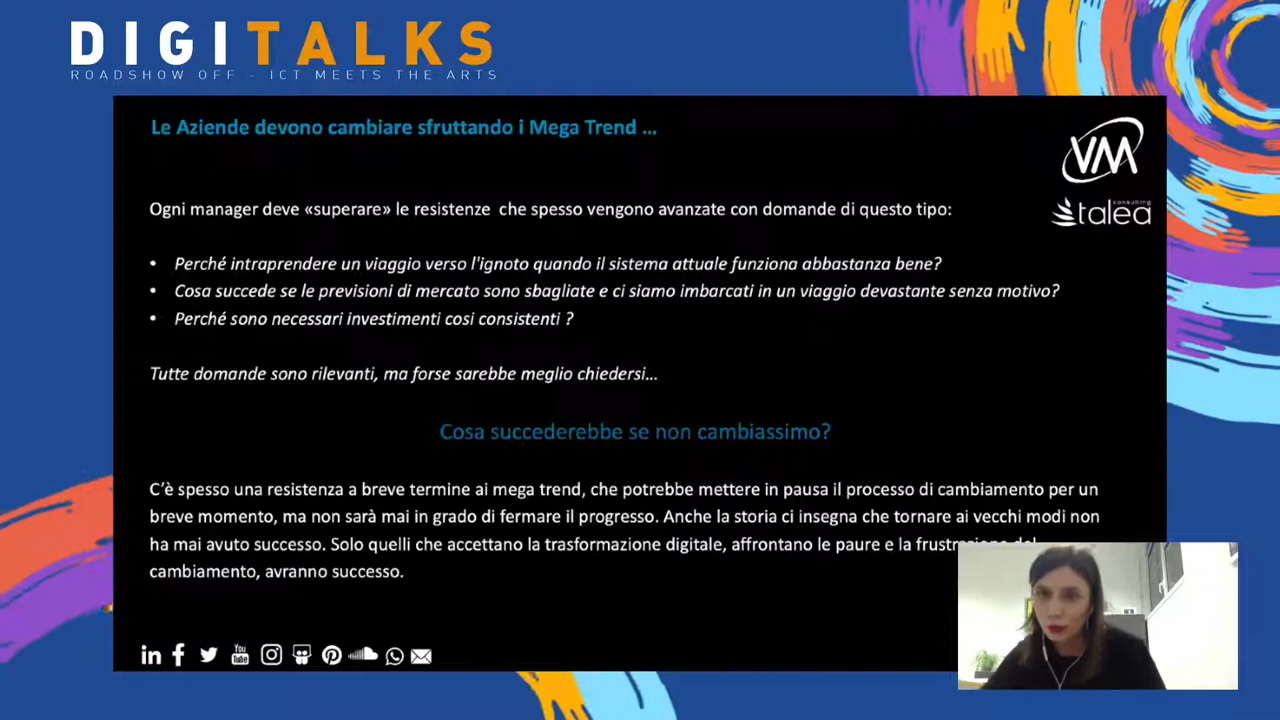 DIGITALKS
ROADSHOW OFF - ICT MEETS THE ARTS
Le Aziende devono cambiare sfruttando i Mega Trend ...
VM
consulting
talea
Ogni manager deve «superare» le resistenze che spesso vengono avanzate con domande di questo tipo:
• Perché intraprendere un viaggio verso l'ignoto quando il sistema attuale funziona abbastanza bene?
• Cosa succede se le previsioni di mercato sono sbagliate e ci siamo imbarcati in un viaggio devastante senza motivo?
• Perché sono necessari investimenti cosi consistenti ?
Tutte domande sono rilevanti, ma forse sarebbe meglio chiedersi...
Cosa succederebbe se non cambiassimo?
C'è spesso una resistenza a breve termine ai mega trend, che potrebbe mettere in pausa il processo di cambiamento per un
breve momento, ma non sarà mai in grado di fermare il progresso. Anche la storia ci insegna che tornare ai vecchi modi non
ha mai avuto successo. Solo quelli che accettano la trasformazione digitale, affrontano le paure e la frustrazione del
cambiamento, avranno successo.
in f You Tube